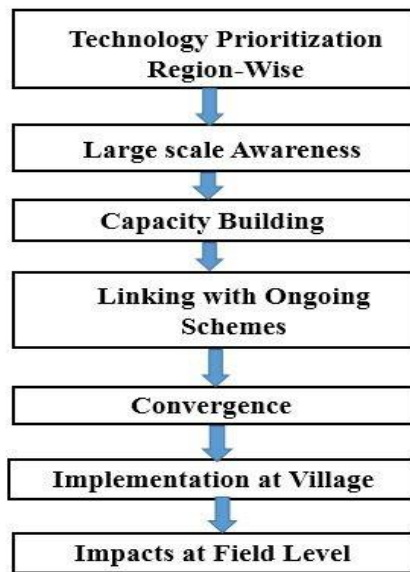 Technology Prioritization
Region-Wise
Large scale Awareness
Capacity Building
Linking with Ongoing
Schemes
Convergence
Implementation at Village
Impacts at Field Level